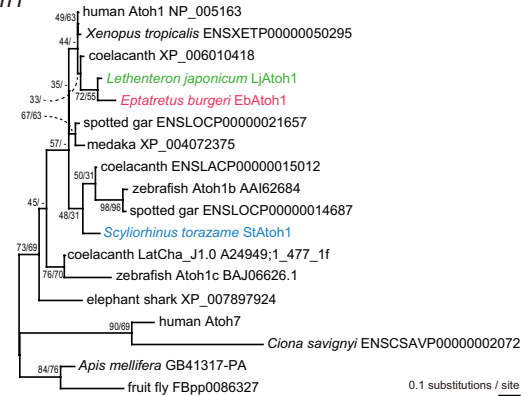 49/63
human Atoh1 NP_005163
44/ -
Xenopus tropicalis ENSXETP00000050295
coelacanth XP_006010418
35/ -
Lethenteron japonicum LjAtoh1
33/ -
72/55
Eptatretus burgeri EbAtoh1
67/63
spotted gar ENSLOCP00000021657
57/ -
medaka XP_004072375
coelacanth ENSLACP00000015012
50/31
zebrafish Atoh1b AAI62684
45/ -
98/96
spotted gar ENSLOCP00000014687
48/31
Scyliorhinus torazame StAtoh1
73/69
coelacanth LatCha_J1.0 A24949;1_477_1f
76/70
zebrafish Atoh1c BAJ06626.1
elephant shark XP_007897924
90/69
human Atoh7
Ciona savignyi ENSCSAVP00000002072
84/76
Apis mellifera GB41317-PA
fruit fly FBpp0086327
0.1 substitutions / site